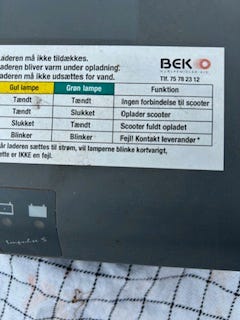 Laderen må ikke tildækkes.
Laderen bliver varm under opladning.
Laderen må ikke udsættes for vand.
BEKO
Tlf. 75 78 23 12
Gul lampe Grøn lampe Funktion
Tændt Tændt Ingen forbindelse til scooter
Tændt Slukket Oplader scooter
Slukket Tændt Scooter fuldt opladet
Blinker Blinker Fejl! Kontakt leverandør *
når laderen sættes til strøm, vil lamperne blinke kortvarigt,
ette er IKKE en fejl.
Impulse S